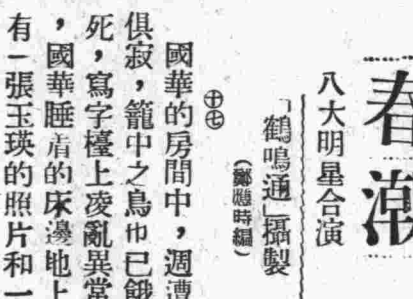 春潮
八大明星合演
「鶴鳴通」攝製
(鄭應時編)
十七
國華的房間中，週遭
俱寂，籠中之鳥也已餓
死，寫字檯上凌亂異常
，國華睡着的床邊地上
有一張玉瑛的照片和一